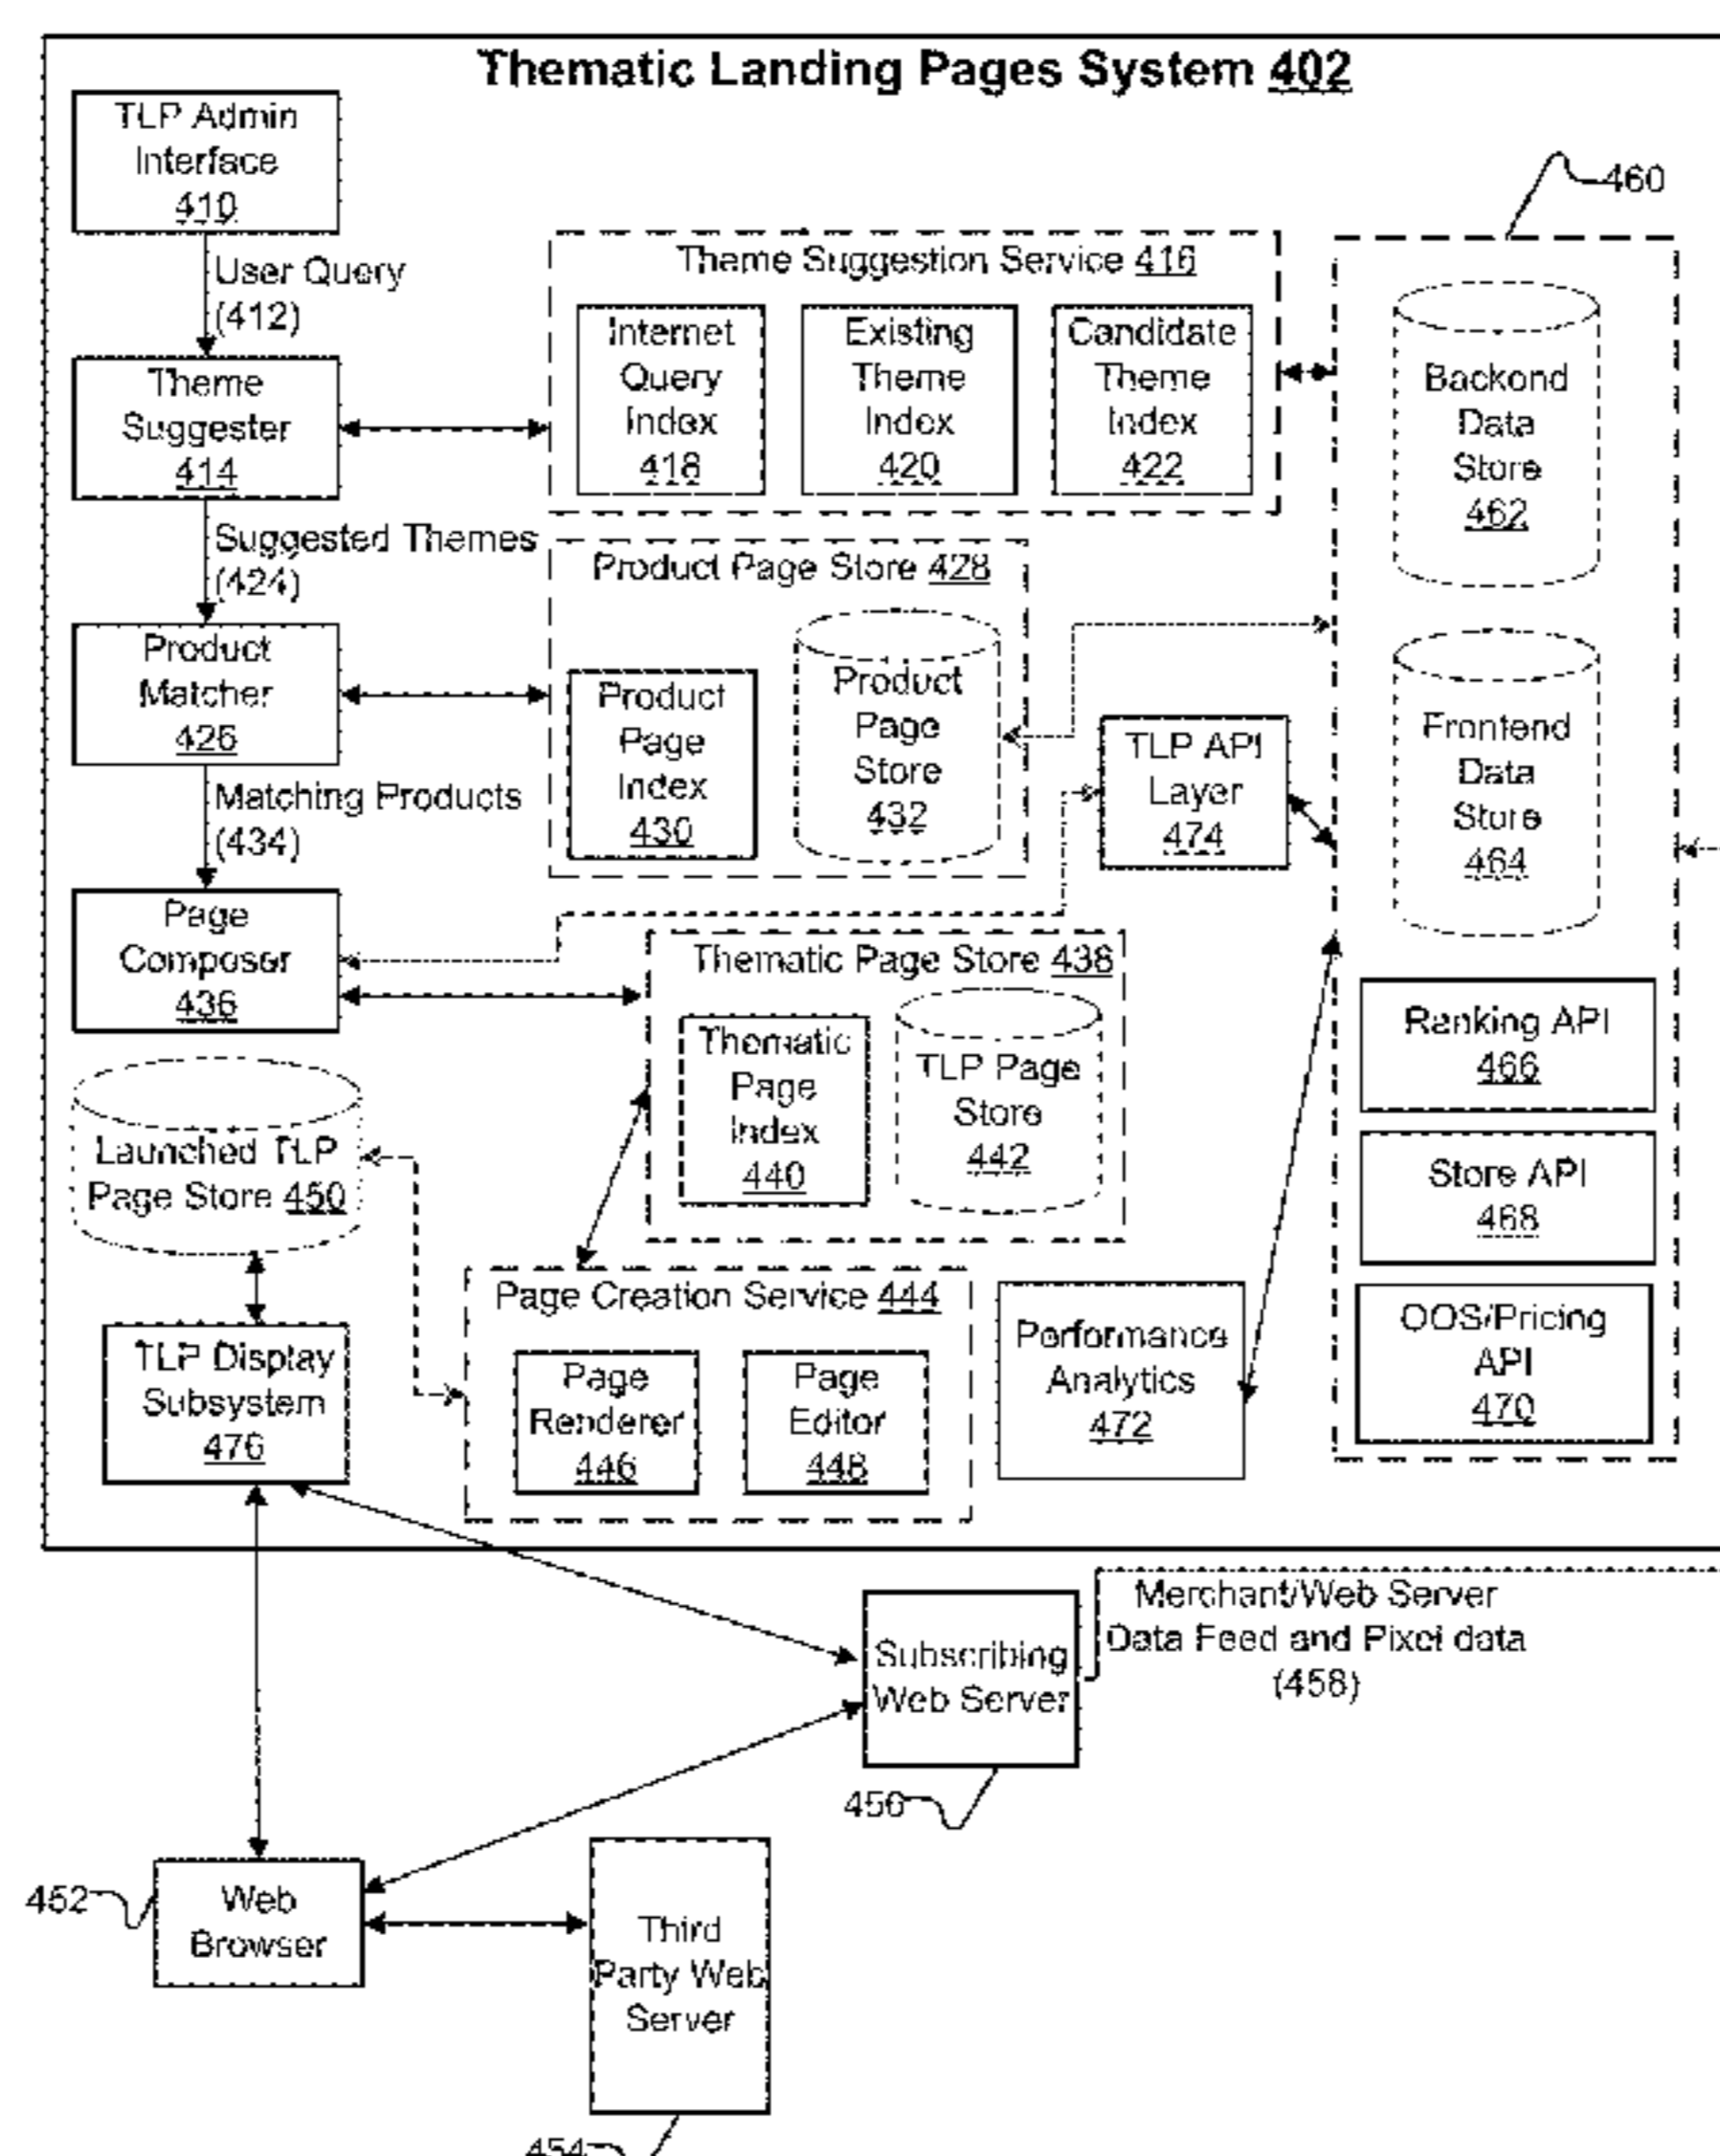 Thematic Landing Pages System 402
TLP Admin
Interface
410
User Query
(412)
Theme
Suggester
414
Suggested Themes
(424)
Product
Matcher
426
Matching Products
(434)
Page
Composer
436
Launched TLP
Page Store 450
TLP Display
Subsystem
476
Theme Suggestion Service 416
Internet
Query
Index
418
Existing
Theme
Index
420
Candidate
Theme
Index
422
Product Page Store 428
Product
Page
Index
430
Product
Page
Store
432
TLP API
Layer
474
Thematic Page Store 438
Thematic
Page
Index
440
TLP Page
Store
442
Page Creation Service 444
Page
Renderer
446
Page
Editor
448
Performance
Analytics
472
460
Backend
Data
Store
462
Frontend
Data
Store
464
Ranking API
466
Store API
468
OOS/Pricing
API
470
Merchant/Web Server
Data Feed and Pixel data
(458)
Subscribing
Web Server
456
452
Web
Browser
Third
Party Web
Server
454